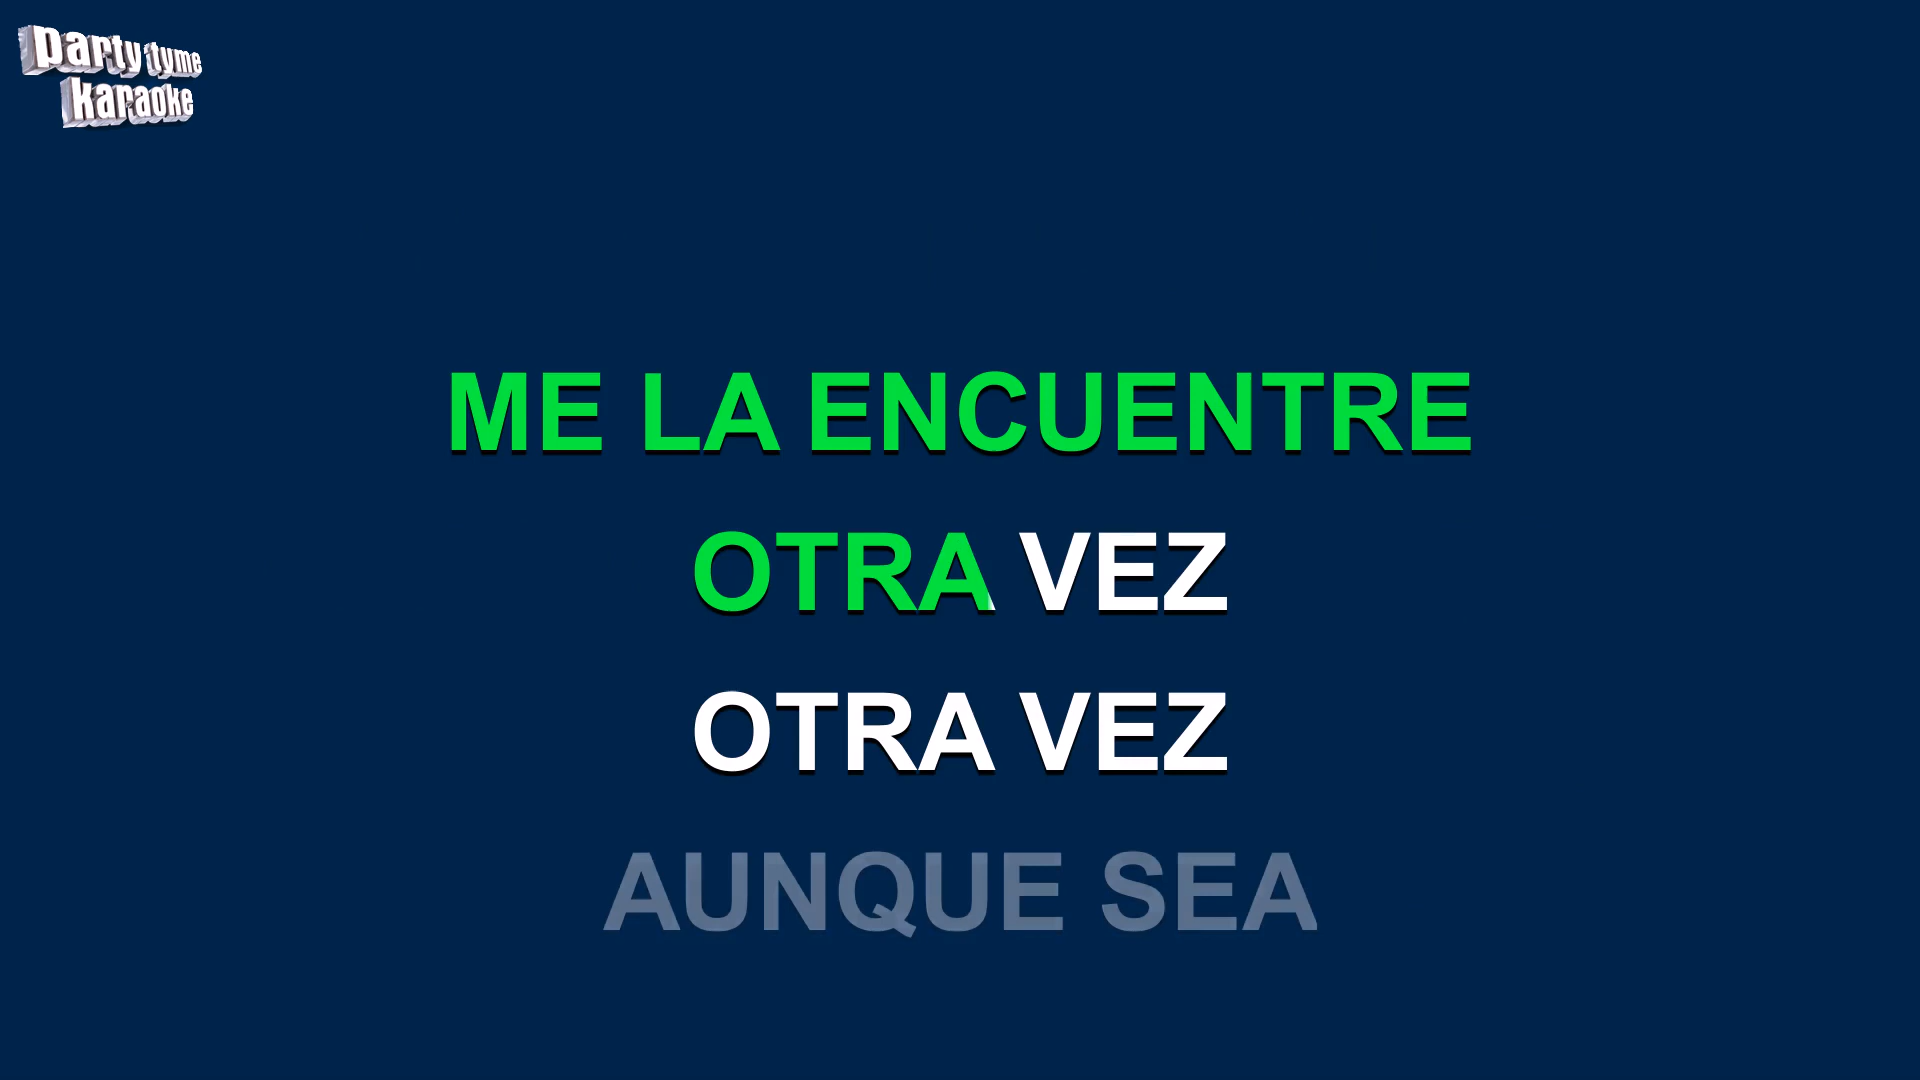 party tyme
karaoke
ME LA ENCUENTRE
OTRA VEZ
OTRA VEZ
AUNQUE SEA